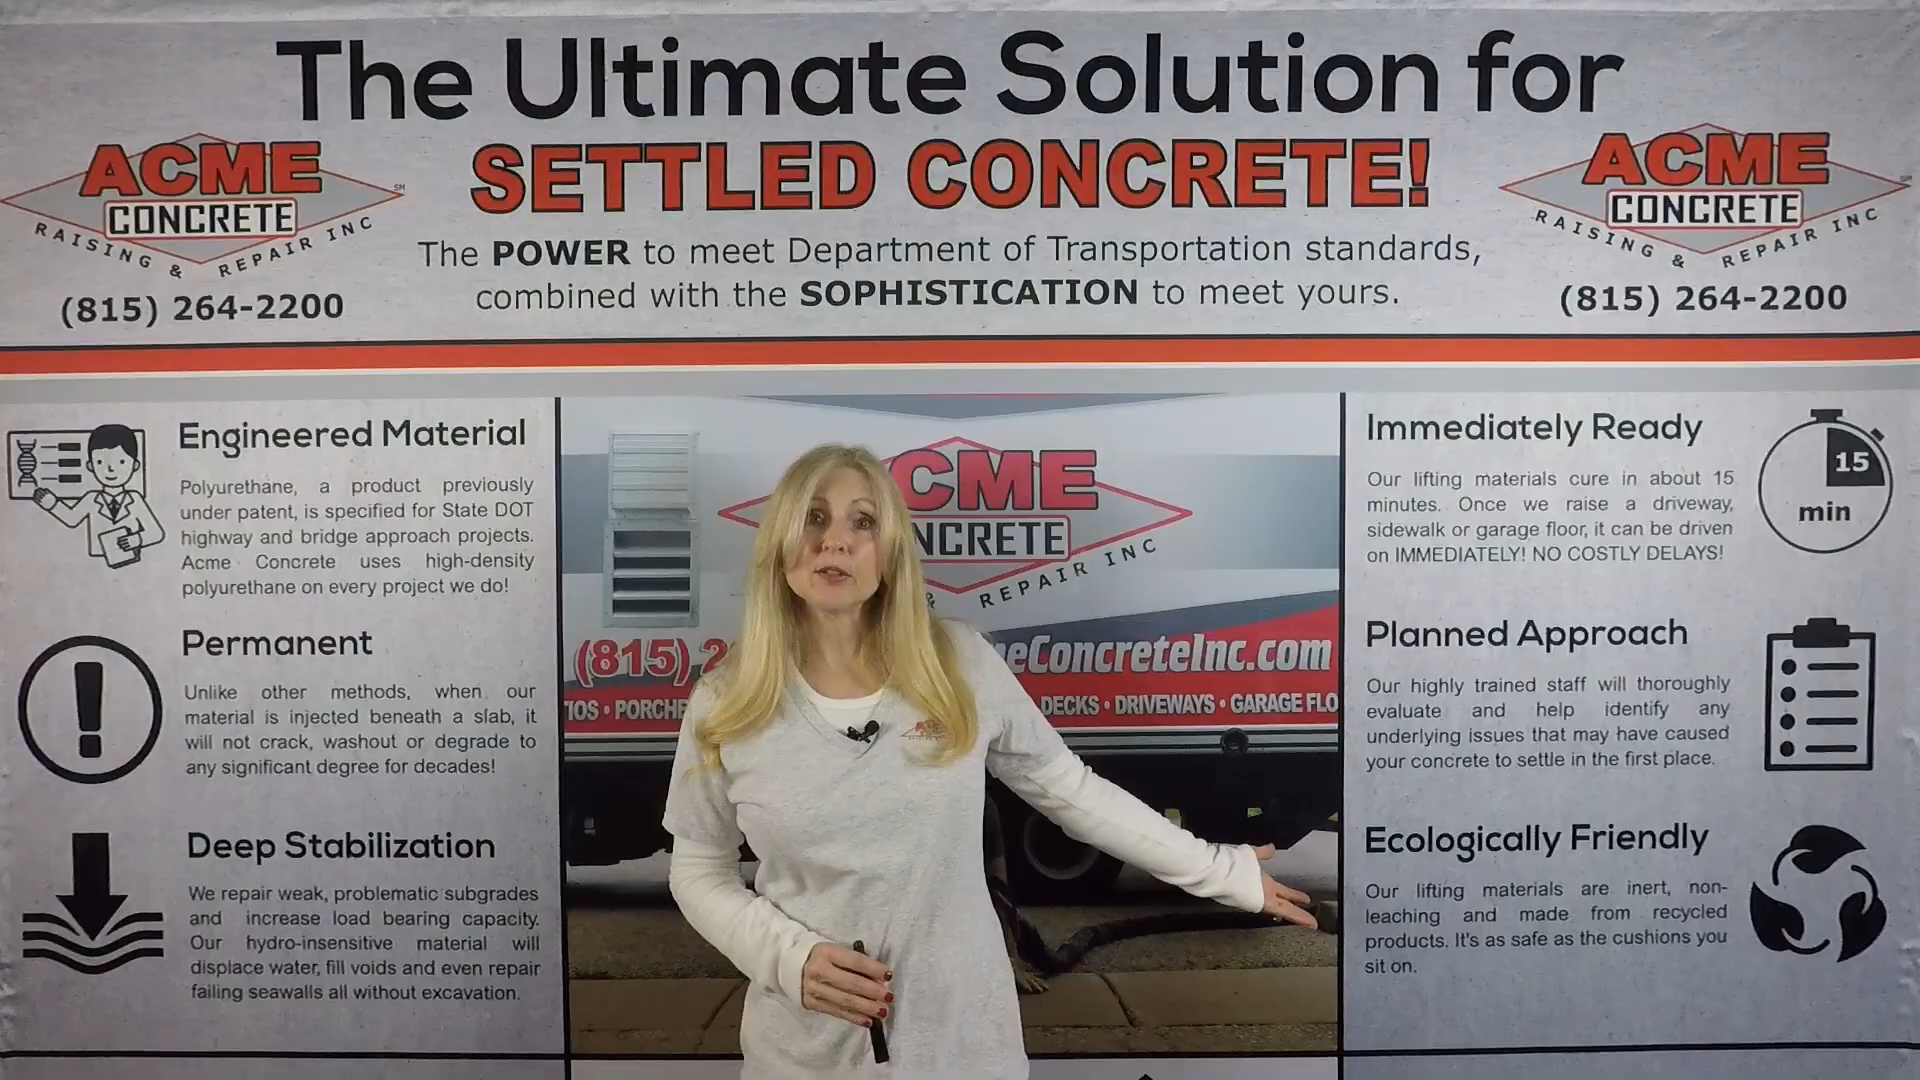 The Ultimate Solution for
SETTLED CONCRETE!
The POWER to meet Department of Transportation standards,
combined with the SOPHISTICATION to meet yours.
ACME
CONCRETE
RAISING & REPAIR INC
SM
(815) 264-2200
ACME
CONCRETE
RAISING & REPAIR INC
SM
(815) 264-2200
Engineered Material
Polyurethane, a product previously
under patent, is specified for State DOT
highway and bridge approach projects.
Acme Concrete uses high-density
polyurethane on every project we do!
Permanent
Unlike other methods, when our
material is injected beneath a slab, it
will not crack, washout or degrade to
any significant degree for decades!
Deep Stabilization
We repair weak, problematic subgrades
and increase load bearing capacity.
Our hydro-insensitive material will
displace water, fill voids and even repair
failing seawalls all without excavation.
CME
NCRETE
& REPAIR INC
(815) 2
eConcreteInc.com
IOS • PORCHE
DECKS • DRIVEWAYS • GARAGE FLO
Immediately Ready
Our lifting materials cure in about 15
minutes. Once we raise a driveway,
sidewalk or garage floor, it can be driven
on IMMEDIATELY! NO COSTLY DELAYS!
15
min
Planned Approach
Our highly trained staff will thoroughly
evaluate and help identify any
underlying issues that may have caused
your concrete to settle in the first place.
Ecologically Friendly
Our lifting materials are inert, non-
leaching and made from recycled
products. It's as safe as the cushions you
sit on.